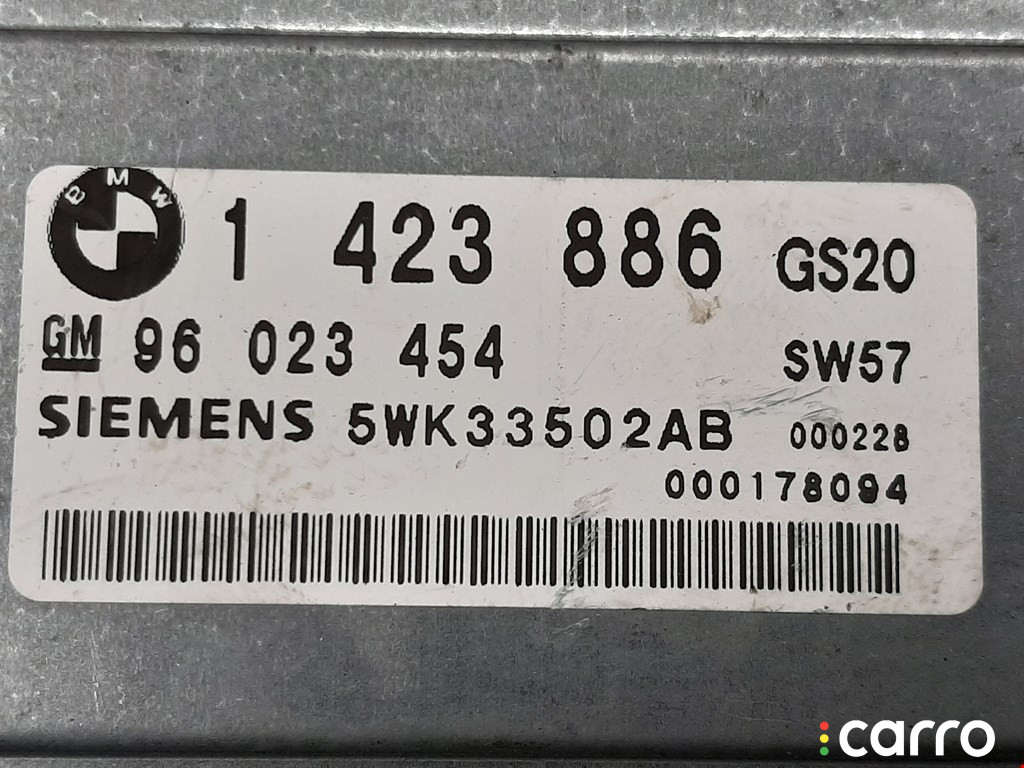 BMW 1 423 886 GS20
GM 96 023 454 SW57
SIEMENS 5WK33502AB 000228
000178094
carro